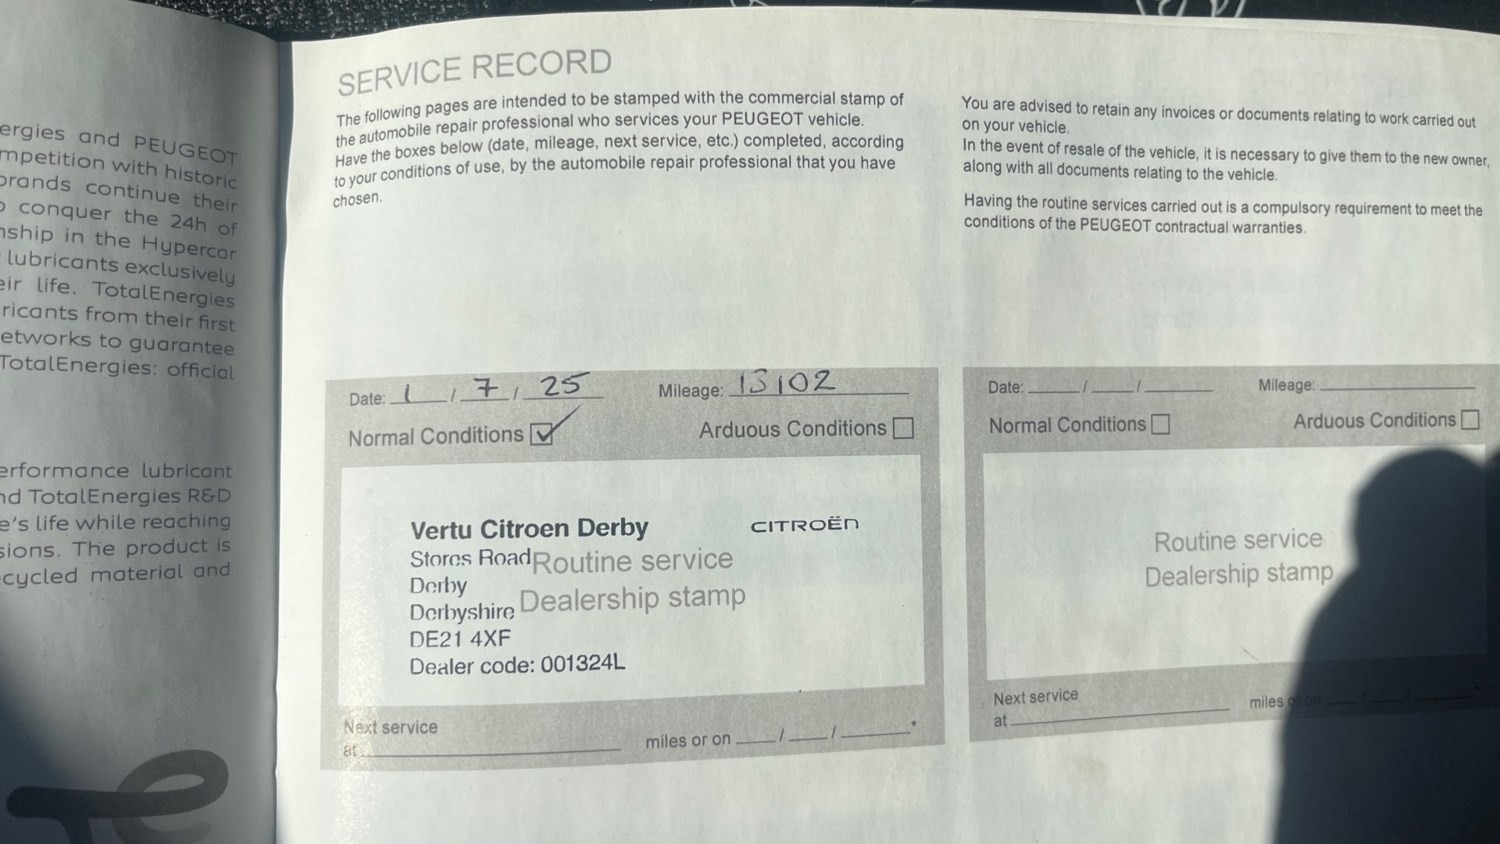 ergies and PEUGEOT
mpetition with historic
brands continue their
o conquer the 24h of
nship in the Hypercar
lubricants exclusively
eir life. TotalEnergies
ricants from their first
etworks to guarantee
TotalEnergies: official
erformance lubricant
nd TotalEnergies R&D
e's life while reaching
sions. The product is
cycled material and
SERVICE RECORD
The following pages are intended to be stamped with the commercial stamp of
the automobile repair professional who services your PEUGEOT vehicle.
Have the boxes below (date, mileage, next service, etc.) completed, according
to your conditions of use, by the automobile repair professional that you have
chosen.
You are advised to retain any invoices or documents relating to work carried out
on your vehicle.
In the event of resale of the vehicle, it is necessary to give them to the new owner,
along with all documents relating to the vehicle.
Having the routine services carried out is a compulsory requirement to meet the
conditions of the PEUGEOT contractual warranties.
Date: 1 / 7 / 25 Mileage: 13102
Normal Conditions Arduous Conditions
Vertu Citroen Derby CITROËN
Stores Road Routine service
Derby
Derbyshire Dealership stamp
DE21 4XF
Dealer code: 001324L
Next service
at miles or on / / *
Date: / / Mileage:
Normal Conditions Arduous Conditions
Routine service
Dealership stamp
Next service
at miles or on / / *